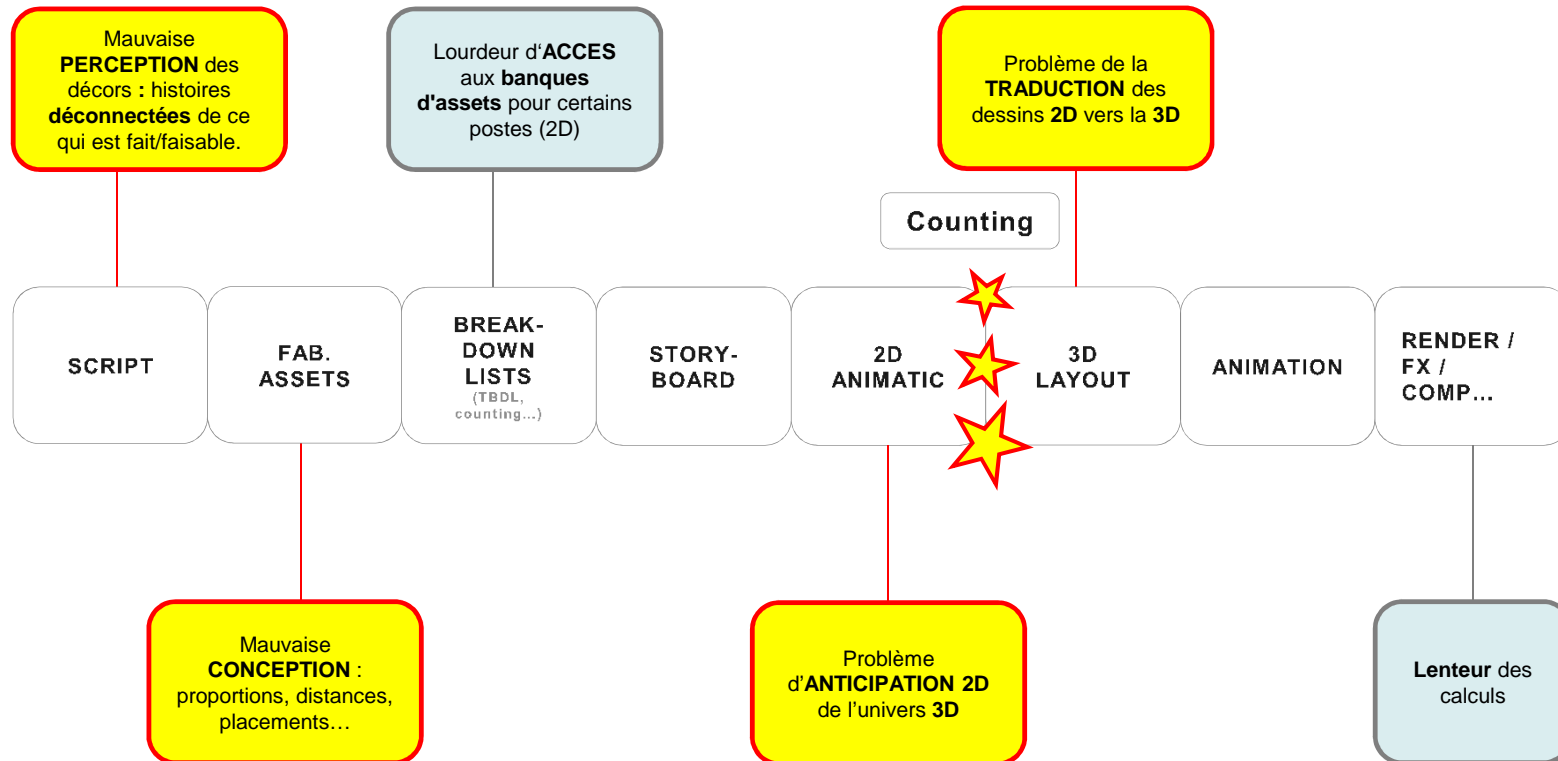 Mauvaise
PERCEPTION des
décors : histoires
déconnectées de ce
qui est fait/faisable.
Lourdeur d‘ACCES
aux banques
d'assets pour certains
postes (2D)
Problème de la
TRADUCTION des
dessins 2D vers la 3D
Counting
SCRIPT
FAB.
ASSETS
BREAK-
DOWN
LISTS
(TBDL,
counting...)
STORY-
BOARD
2D
ANIMATIC
3D
LAYOUT
ANIMATION
RENDER /
FX /
COMP...
Mauvaise
CONCEPTION :
proportions, distances,
placements…
Problème
d’ANTICIPATION 2D
de l’univers 3D
Lenteur des
calculs